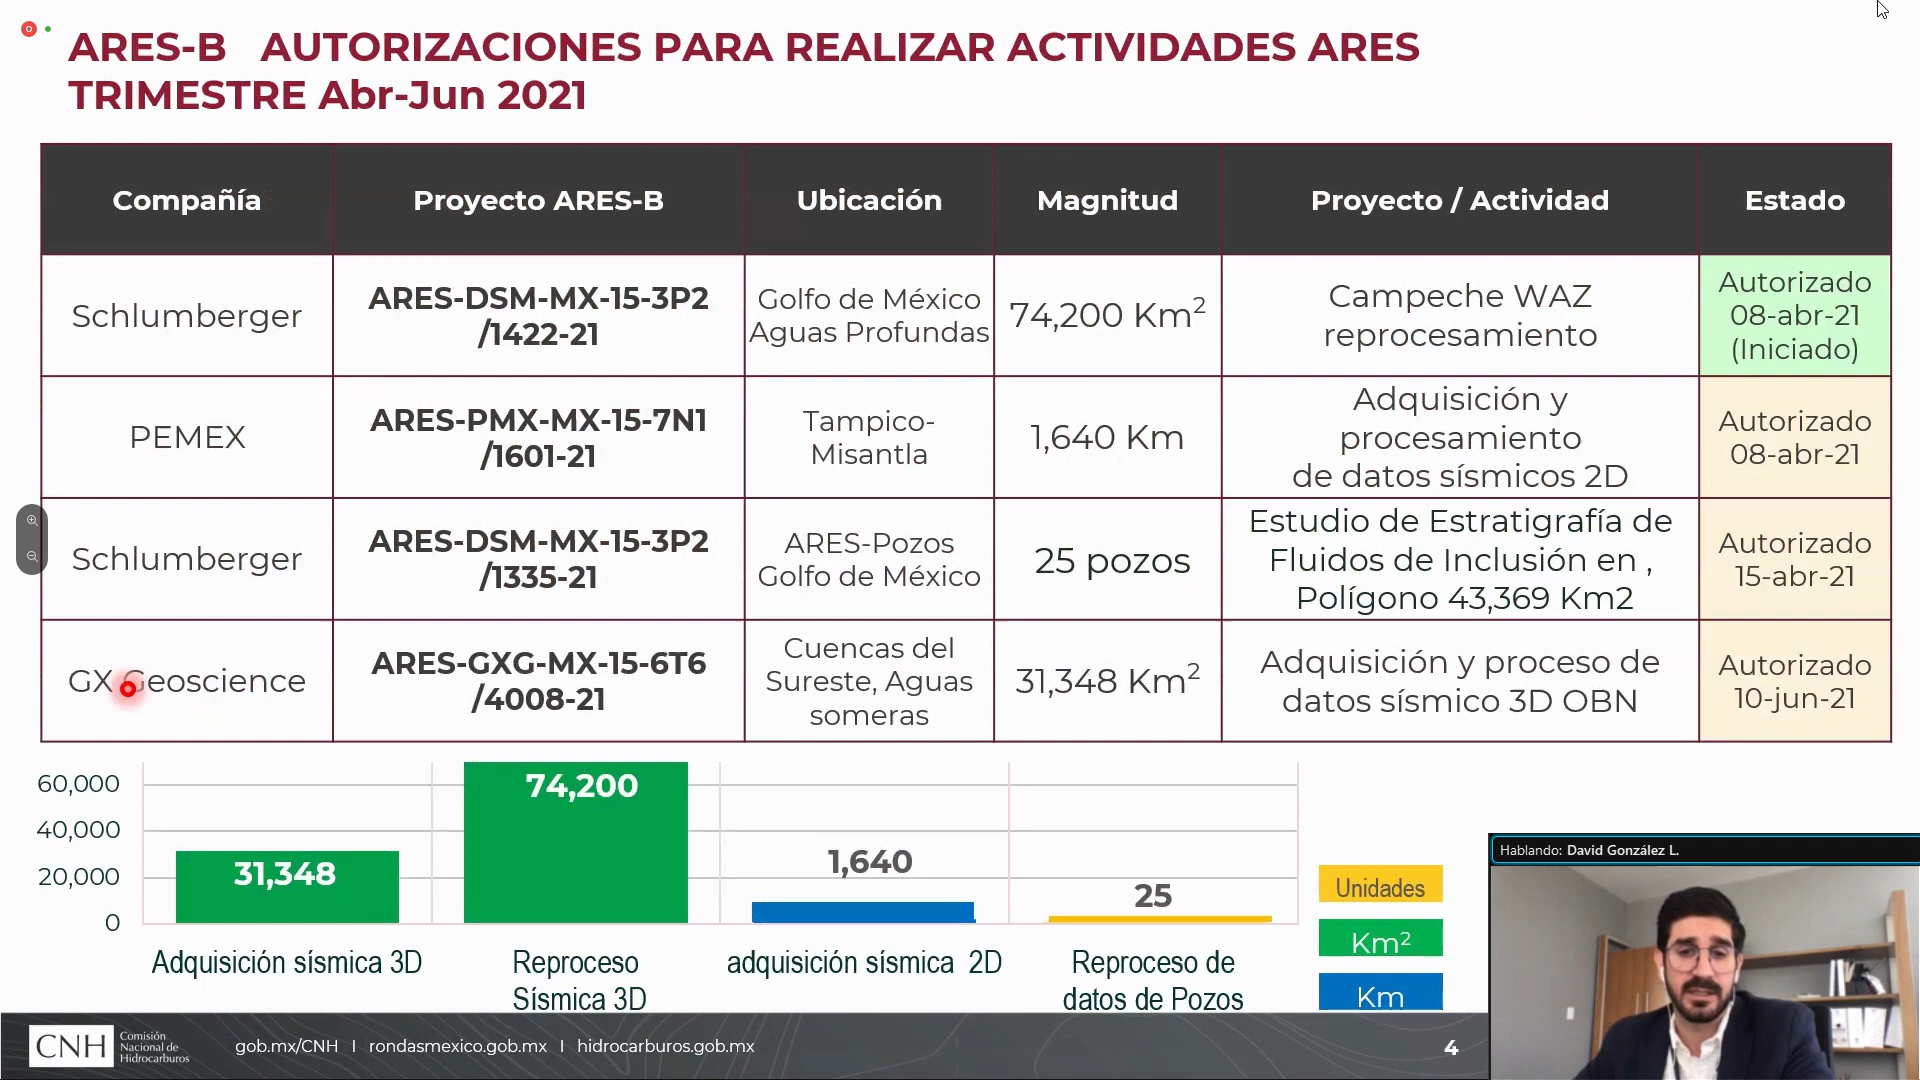 ARES-B AUTORIZACIONES PARA REALIZAR ACTIVIDADES ARES
TRIMESTRE Abr-Jun 2021
Compañía
Proyecto ARES-B
Ubicación
Magnitud
Proyecto / Actividad
Estado
Schlumberger
ARES-DSM-MX-15-3P2
/1422-21
Golfo de México
Aguas Profundas
74,200 Km²
Campeche WAZ
reprocesamiento
Autorizado
08-abr-21
(Iniciado)
PEMEX
ARES-PMX-MX-15-7N1
/1601-21
Tampico-
Misantla
1,640 Km
Adquisición y
procesamiento
de datos sísmicos 2D
Autorizado
08-abr-21
Schlumberger
ARES-DSM-MX-15-3P2
/1335-21
ARES-Pozos
Golfo de México
25 pozos
Estudio de Estratigrafía de
Fluidos de Inclusión en ,
Polígono 43,369 Km2
Autorizado
15-abr-21
GX Geoscience
ARES-GXG-MX-15-6T6
/4008-21
Cuencas del
Sureste, Aguas
someras
31,348 Km²
Adquisición y proceso de
datos sísmico 3D OBN
Autorizado
10-jun-21
60,000
40,000
20,000
0
31,348
74,200
1,640
25
Adquisición sísmica 3D
Reproceso
Sísmica 3D
adquisición sísmica 2D
Reproceso de
datos de Pozos
Unidades
Km²
Km
Hablando: David González L.
CNH
Comisión
Nacional de
Hidrocarburos
gob.mx/CNH I rondasmexico.gob.mx I hidrocarburos.gob.mx
4